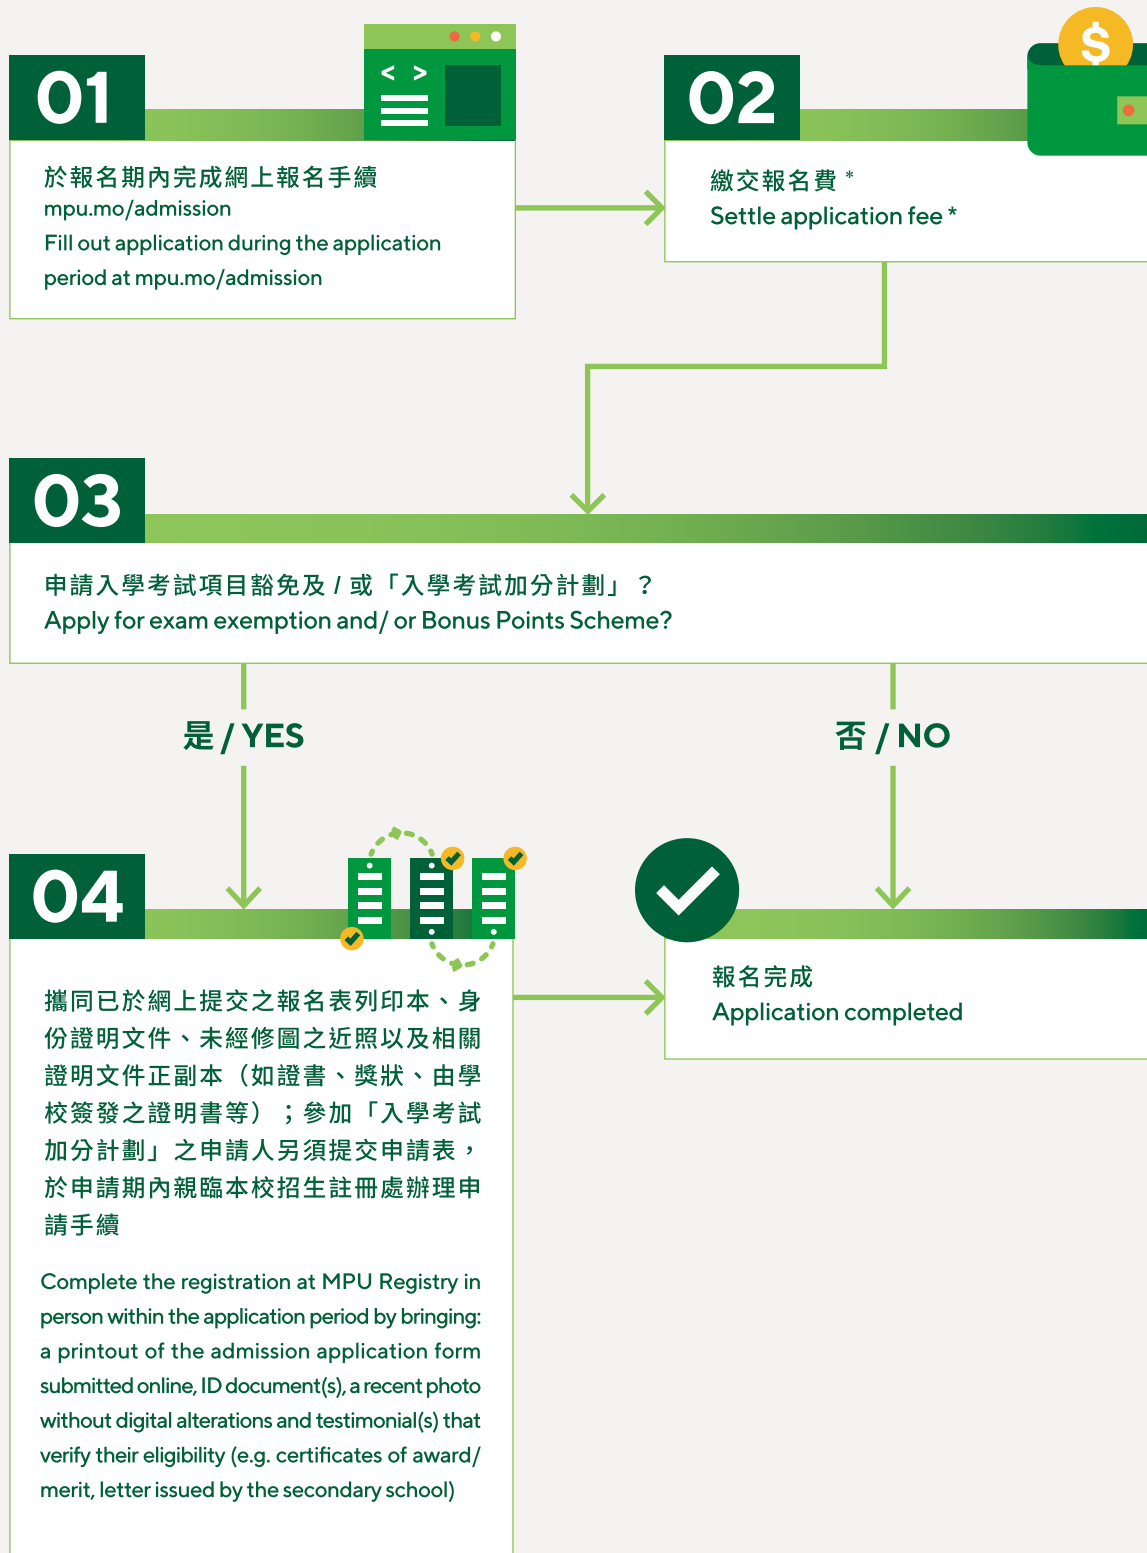 01
< >
於報名期內完成網上報名手續
mpu.mo/admission
Fill out application during the application
period at mpu.mo/admission
02
$
繳交報名費 *
Settle application fee *
03
申請入學考試項目豁免及 / 或「入學考試加分計劃」？
Apply for exam exemption and/ or Bonus Points Scheme?
是 / YES
否 / NO
04
攜同已於網上提交之報名表列印本、身
份證明文件、未經修圖之近照以及相關
證明文件正副本（如證書、獎狀、由學
校簽發之證明書等）；參加「入學考試
加分計劃」之申請人另須提交申請表，
於申請期內親臨本校招生註冊處辦理申
請手續
Complete the registration at MPU Registry in
person within the application period by bringing:
a printout of the admission application form
submitted online, ID document(s), a recent photo
without digital alterations and testimonial(s) that
verify their eligibility (e.g. certificates of award/
merit, letter issued by the secondary school)
報名完成
Application completed